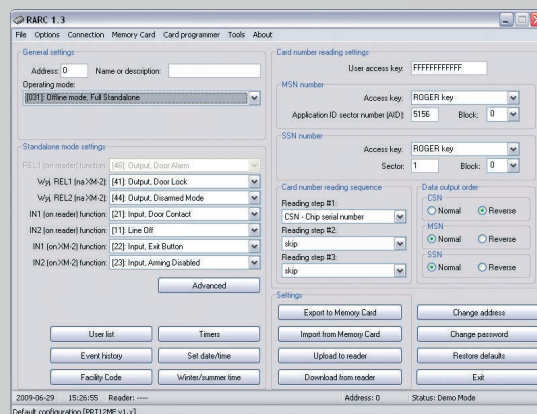 RARC 1.3
File Options Connection Memory Card Card programmer Tools About
General settings
Address: 0 Name or description:
Operating mode:
[031]: Offline mode, Full Standalone
Standalone mode settings
REL1 (on reader) function: [46]: Output, Door Alarm
Wyj. REL1 (na XM-2): [41]: Output, Door Lock
Wyj. REL2 (na XM-2): [44]: Output, Disarmed Mode
IN1 (on reader) function: [21]: Input, Door Contact
IN2 (on reader) function: [11]: Line Off
IN1 (on XM-2) function: [22]: Input, Exit Button
IN2 (on XM-2) function: [23]: Input, Arming Disabled
Advanced
User list Timers
Event history Set date/time
Facility Code Winter/summer time
Card number reading settings
User access key: FFFFFFFFFFFF
MSN number
Access key: ROGER key
Application ID sector number (AID): 5156 Block: 0
SSN number
Access key: ROGER key
Sector: 1 Block: 0
Card number reading sequence
Reading step #1:
CSN - Chip serial number
Reading step #2:
skip
Reading step #3:
skip
Data output order
CSN
Normal Reverse
MSN
Normal Reverse
SSN
Normal Reverse
Settings
Export to Memory Card Change address
Import from Memory Card Change password
Upload to reader Restore defaults
Download from reader Exit
2009-06-29 15:26:55 Reader: ---- Address: 0 Status: Demo Mode
Default configuration [PRT12MF v1.x]